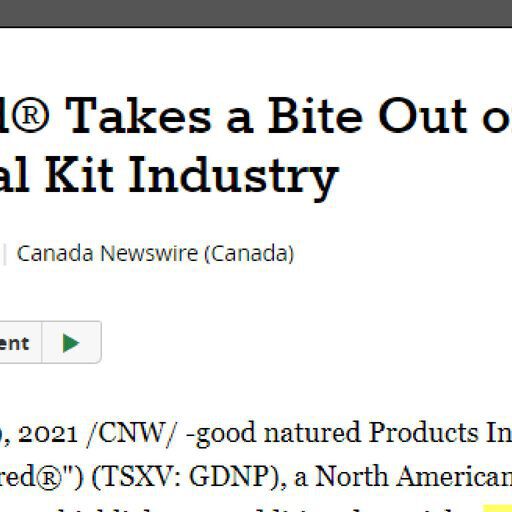 ® Takes a Bite Out
al Kit Industry
| Canada Newswire (Canada)
ent
, 2021 /CNW/ -good natured Products In
red®") (TSXV: GDNP), a North American